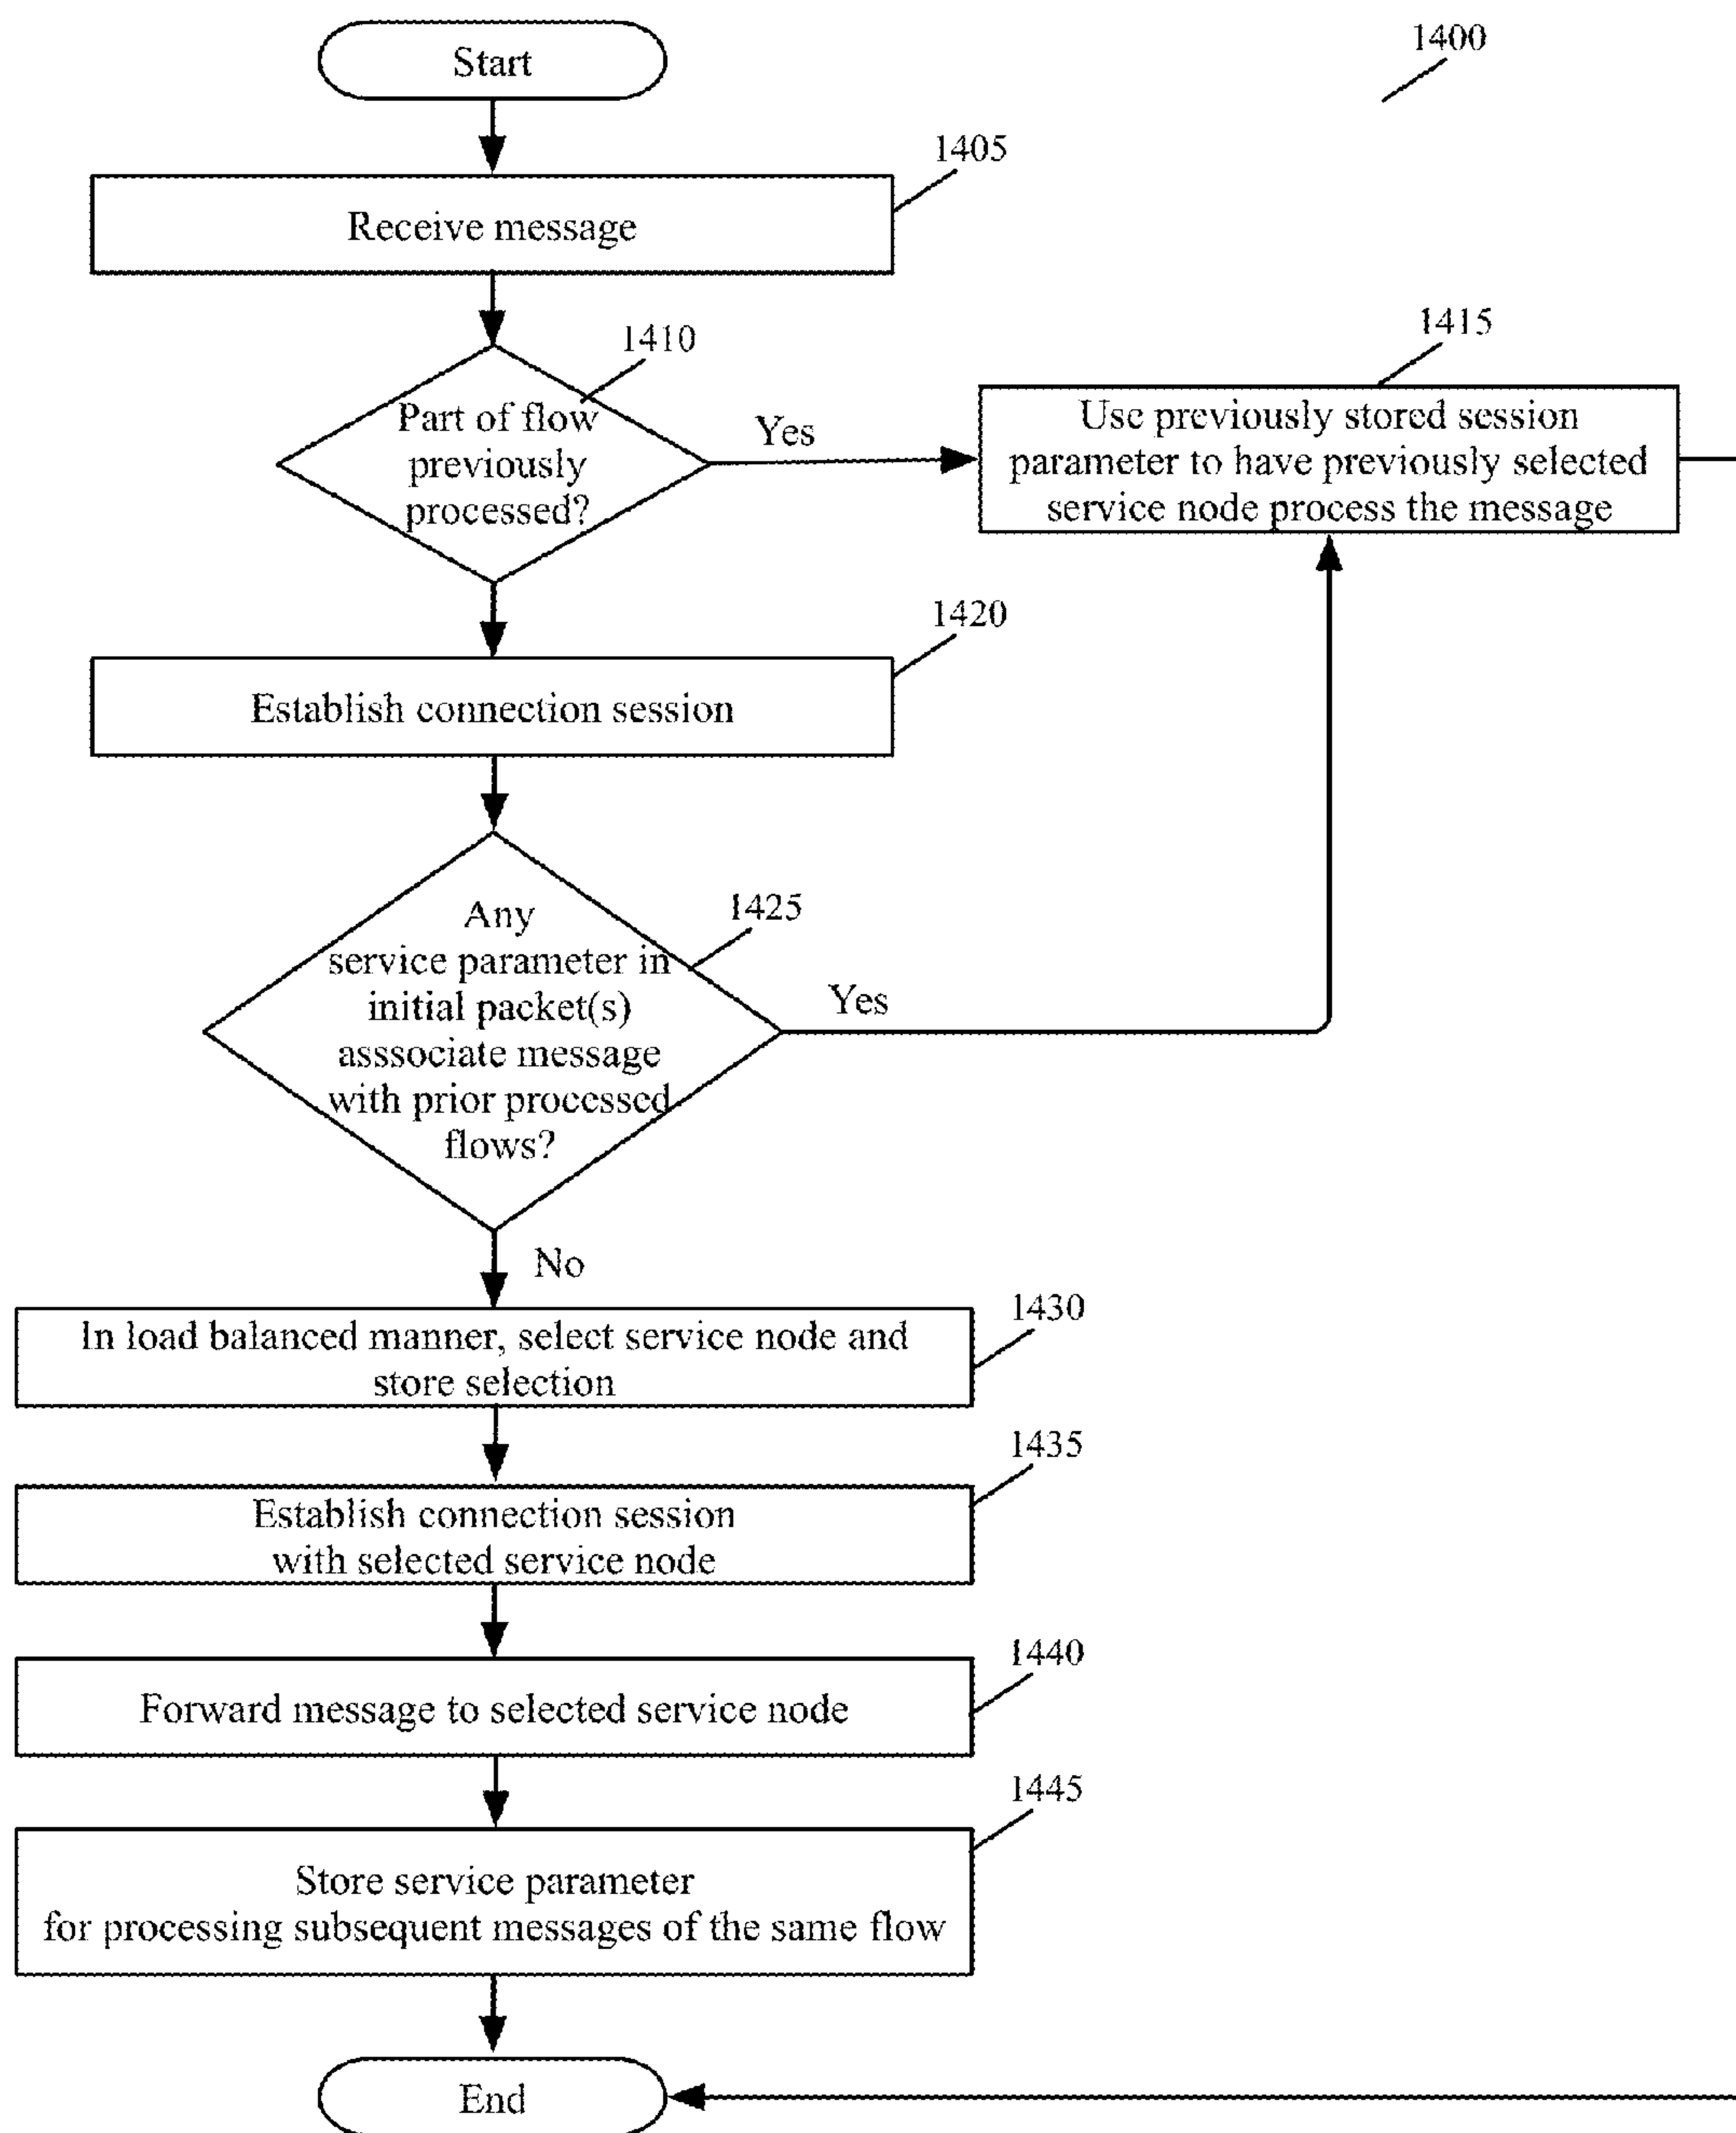 Start
1400
1405
Receive message
1410
Part of flow
previously
processed?
Yes
1415
Use previously stored session
parameter to have previously selected
service node process the message
1420
Establish connection session
1425
Any
service parameter in
initial packet(s)
asssociate message
with prior processed
flows?
Yes
No
1430
In load balanced manner, select service node and
store selection
1435
Establish connection session
with selected service node
1440
Forward message to selected service node
1445
Store service parameter
for processing subsequent messages of the same flow
End